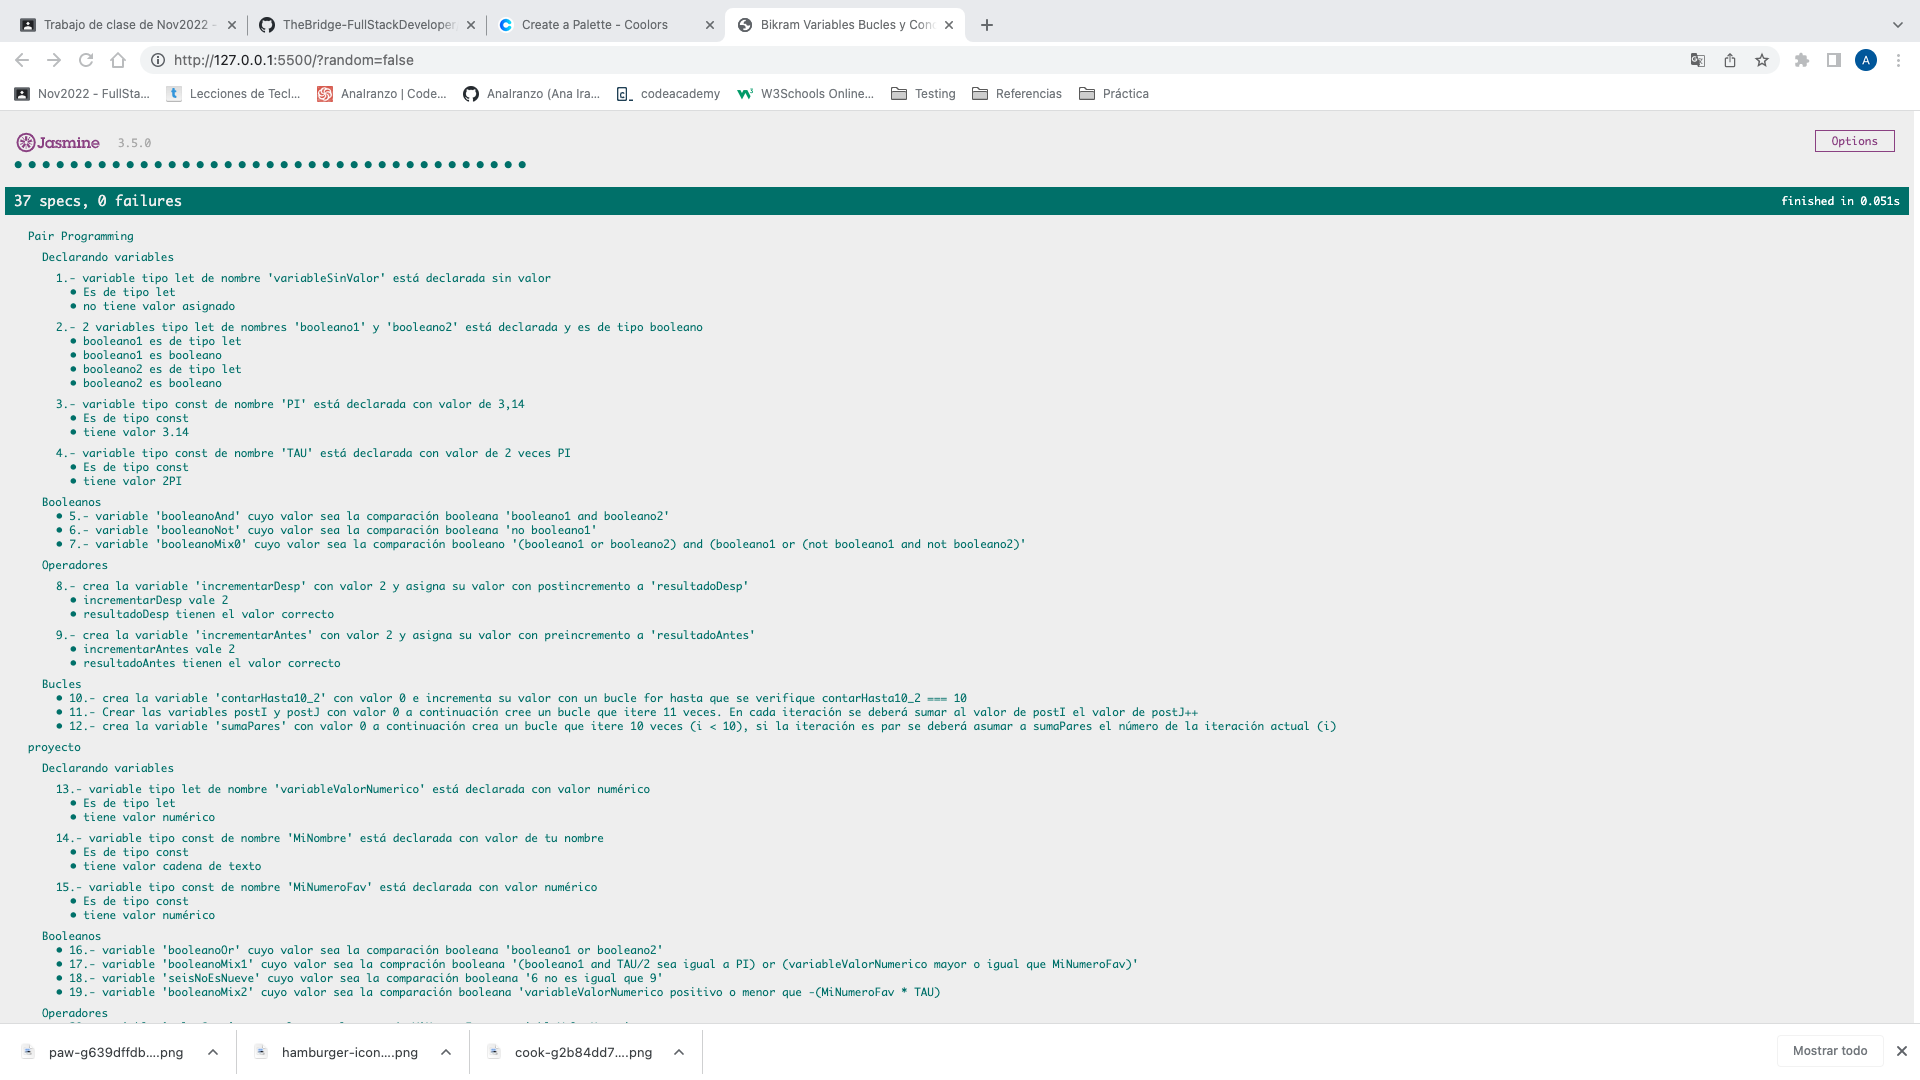 Trabajo de clase de Nov2022 -
TheBridge-FullStackDeveloper
Create a Palette - Coolors
Bikram Variables Bucles y Con
http://127.0.0.1:5500/?random=false
A
Nov2022 - FullSta...
Lecciones de Tecl...
AnaIranzo | Code...
AnaIranzo (Ana Ira...
codeacademy
W3Schools Online...
Testing
Referencias
Práctica
Jasmine 3.5.0
Options
37 specs, 0 failures
finished in 0.051s
Pair Programming
Declarando variables
1.- variable tipo let de nombre 'variableSinValor' está declarada sin valor
• Es de tipo let
• no tiene valor asignado
2.- 2 variables tipo let de nombres 'booleano1' y 'booleano2' está declarada y es de tipo booleano
• booleano1 es de tipo let
• booleano1 es booleano
• booleano2 es de tipo let
• booleano2 es booleano
3.- variable tipo const de nombre 'PI' está declarada con valor de 3,14
• Es de tipo const
• tiene valor 3.14
4.- variable tipo const de nombre 'TAU' está declarada con valor de 2 veces PI
• Es de tipo const
• tiene valor 2PI
Booleanos
• 5.- variable 'booleanoAnd' cuyo valor sea la comparación booleana 'booleano1 and booleano2'
• 6.- variable 'booleanoNot' cuyo valor sea la comparación booleana 'no booleano1'
• 7.- variable 'booleanoMix0' cuyo valor sea la comparación booleano '(booleano1 or booleano2) and (booleano1 or (not booleano1 and not booleano2)'
Operadores
8.- crea la variable 'incrementarDesp' con valor 2 y asigna su valor con postincremento a 'resultadoDesp'
• incrementarDesp vale 2
• resultadoDesp tienen el valor correcto
9.- crea la variable 'incrementarAntes' con valor 2 y asigna su valor con preincremento a 'resultadoAntes'
• incrementarAntes vale 2
• resultadoAntes tienen el valor correcto
Bucles
• 10.- crea la variable 'contarHasta10_2' con valor 0 e incrementa su valor con un bucle for hasta que se verifique contarHasta10_2 === 10
• 11.- Crear las variables postI y postJ con valor 0 a continuación cree un bucle que itere 11 veces. En cada iteración se deberá sumar al valor de postI el valor de postJ++
• 12.- crea la variable 'sumaPares' con valor 0 a continuación crea un bucle que itere 10 veces (i < 10), si la iteración es par se deberá asumar a sumaPares el número de la iteración actual (i)
proyecto
Declarando variables
13.- variable tipo let de nombre 'variableValorNumerico' está declarada con valor numérico
• Es de tipo let
• tiene valor numérico
14.- variable tipo const de nombre 'MiNombre' está declarada con valor de tu nombre
• Es de tipo const
• tiene valor cadena de texto
15.- variable tipo const de nombre 'MiNumeroFav' está declarada con valor numérico
• Es de tipo const
• tiene valor numérico
Booleanos
• 16.- variable 'booleanoOr' cuyo valor sea la comparación booleana 'booleano1 or booleano2'
• 17.- variable 'booleanoMix1' cuyo valor sea la compración booleana '(booleano1 and TAU/2 sea igual a PI) or (variableValorNumerico mayor o igual que MiNumeroFav)'
• 18.- variable 'seisNoEsNueve' cuyo valor sea la comparación booleana '6 no es igual que 9'
• 19.- variable 'booleanoMix2' cuyo valor sea la comparación booleana 'variableValorNumerico positivo o menor que -(MiNumeroFav * TAU)
Operadores
paw-g639dffdb....png
hamburger-icon....png
cook-g2b84dd7....png
Mostrar todo